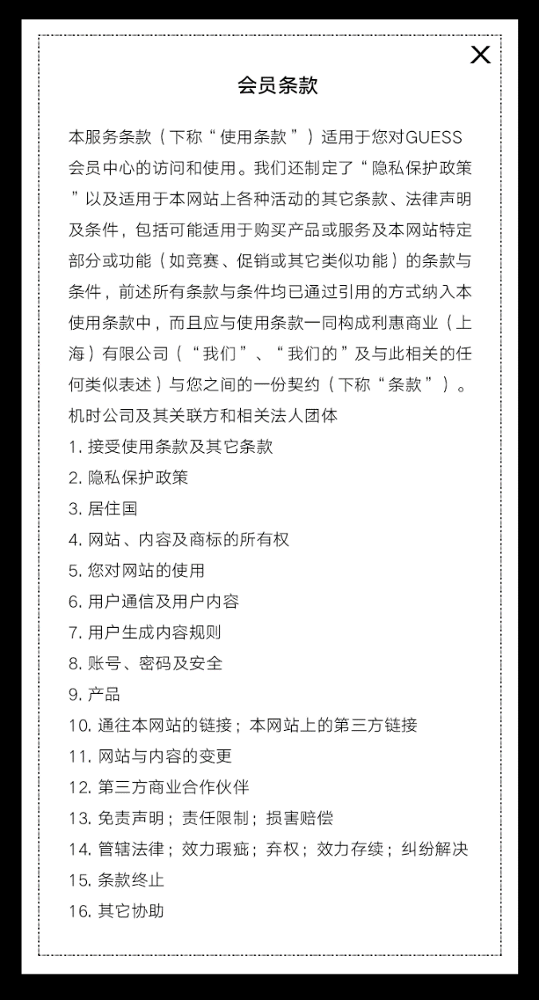 X
会员条款
本服务条款（下称“使用条款”）适用于您对GUESS
会员中心的访问和使用。我们还制定了“隐私保护政策
”以及适用于本网站上各种活动的其它条款、法律声明
及条件，包括可能适用于购买产品或服务及本网站特定
部分或功能（如竞赛、促销或其它类似功能）的条款与
条件，前述所有条款与条件均已通过引用的方式纳入本
使用条款中，而且应与使用条款一同构成利惠商业（上
海）有限公司（“我们”、“我们的”及与此相关的任
何类似表述）与您之间的一份契约（下称“条款”）。
机时公司及其关联方和相关法人团体
1. 接受使用条款及其它条款
2. 隐私保护政策
3. 居住国
4. 网站、内容及商标的所有权
5. 您对网站的使用
6. 用户通信及用户内容
7. 用户生成内容规则
8. 账号、密码及安全
9. 产品
10. 通往本网站的链接；本网站上的第三方链接
11. 网站与内容的变更
12. 第三方商业合作伙伴
13. 免责声明；责任限制；损害赔偿
14. 管辖法律；效力瑕疵；弃权；效力存续；纠纷解决
15. 条款终止
16. 其它协助